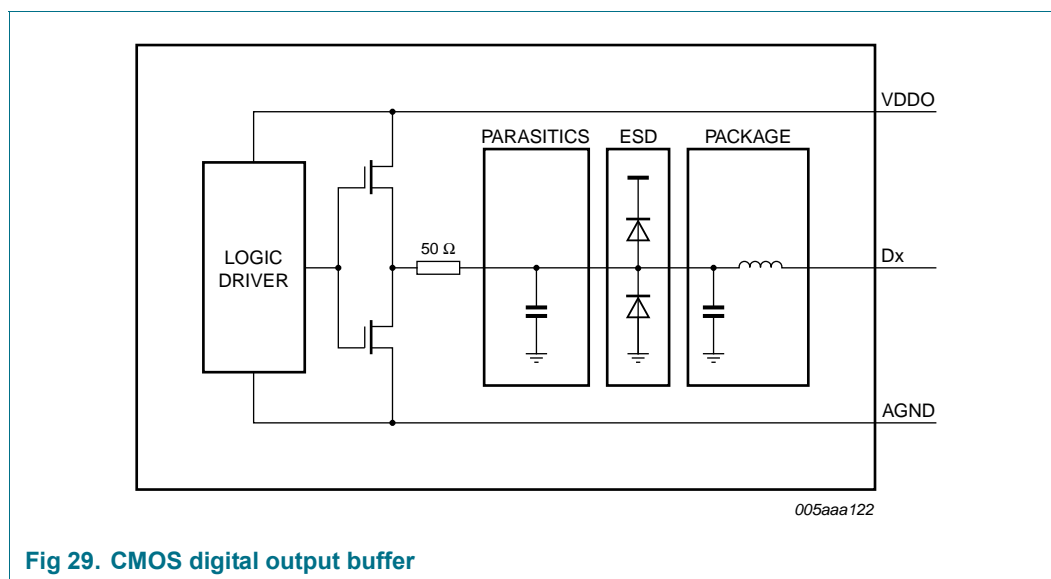 VDDO
PARASITICS
ESD
PACKAGE
50 Ω
LOGIC
DRIVER
Dx
AGND
005aaa122
Fig 29. CMOS digital output buffer